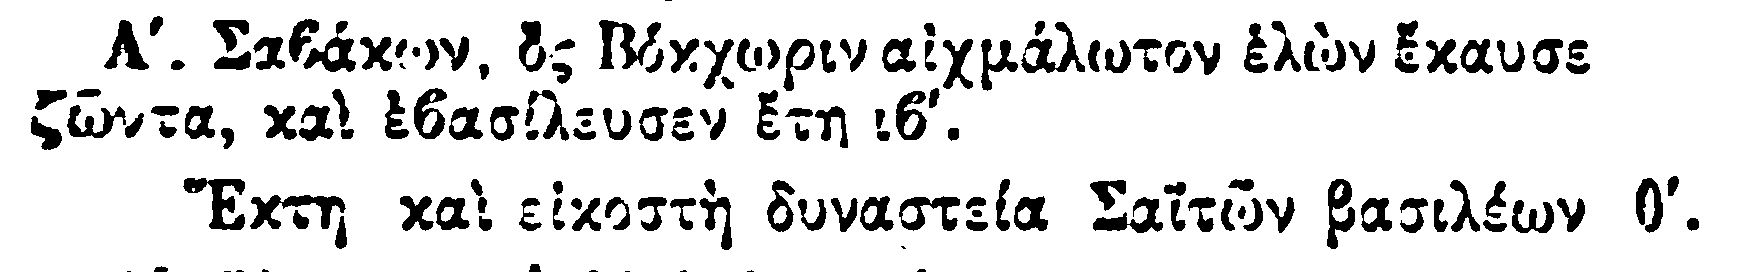 Α′. Σαϐάκων, ὃς Βόκχωριν αἰχμάλωτον ἑλὼν ἔκαυσε
ζῶντα, καὶ ἐϐασίλευσεν ἔτη ιϐ′.
Ἕκτη καὶ εἰκοστὴ δυναστεία Σαϊτῶν βασιλέων θ′.